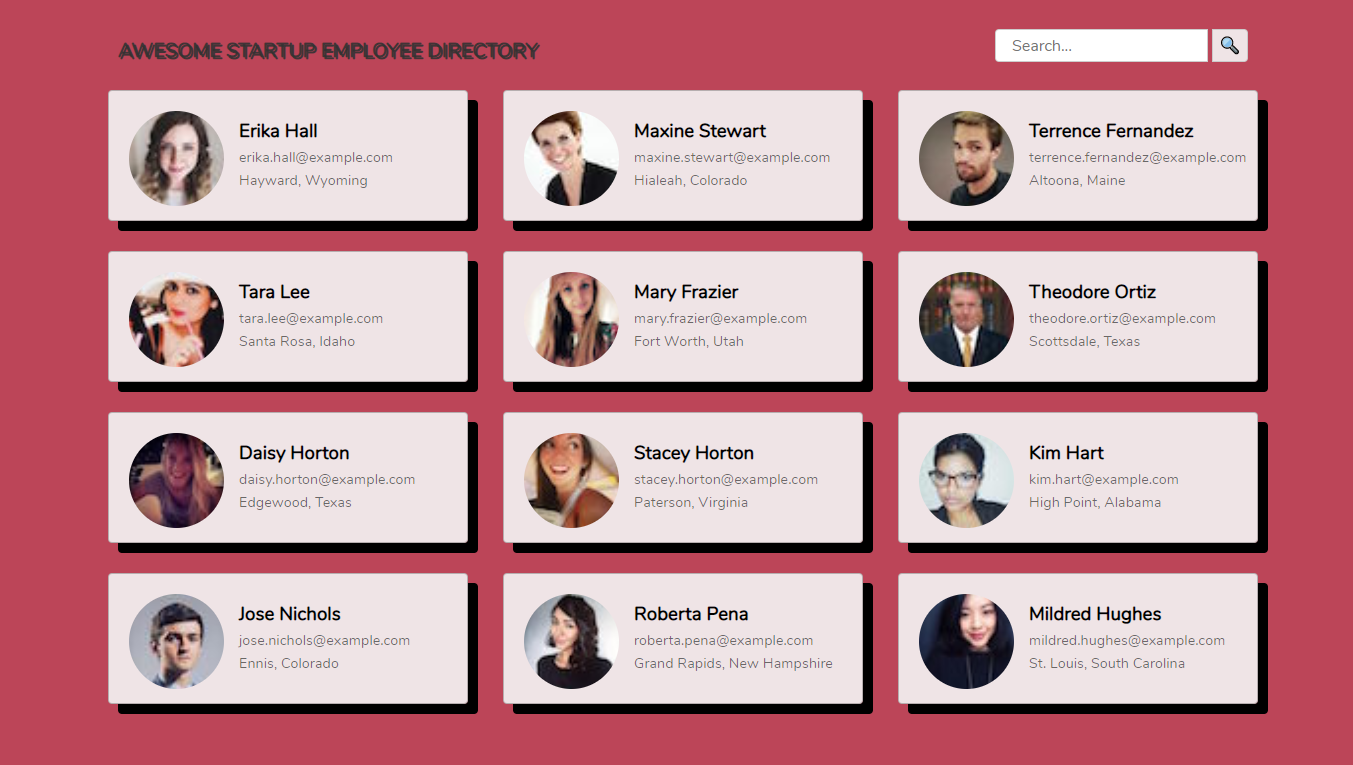 AWESOME STARTUP EMPLOYEE DIRECTORY
Search...
Erika Hall
erika.hall@example.com
Hayward, Wyoming
Maxine Stewart
maxine.stewart@example.com
Hialeah, Colorado
Terrence Fernandez
terrence.fernandez@example.com
Altoona, Maine
Tara Lee
tara.lee@example.com
Santa Rosa, Idaho
Mary Frazier
mary.frazier@example.com
Fort Worth, Utah
Theodore Ortiz
theodore.ortiz@example.com
Scottsdale, Texas
Daisy Horton
daisy.horton@example.com
Edgewood, Texas
Stacey Horton
stacey.horton@example.com
Paterson, Virginia
Kim Hart
kim.hart@example.com
High Point, Alabama
Jose Nichols
jose.nichols@example.com
Ennis, Colorado
Roberta Pena
roberta.pena@example.com
Grand Rapids, New Hampshire
Mildred Hughes
mildred.hughes@example.com
St. Louis, South Carolina